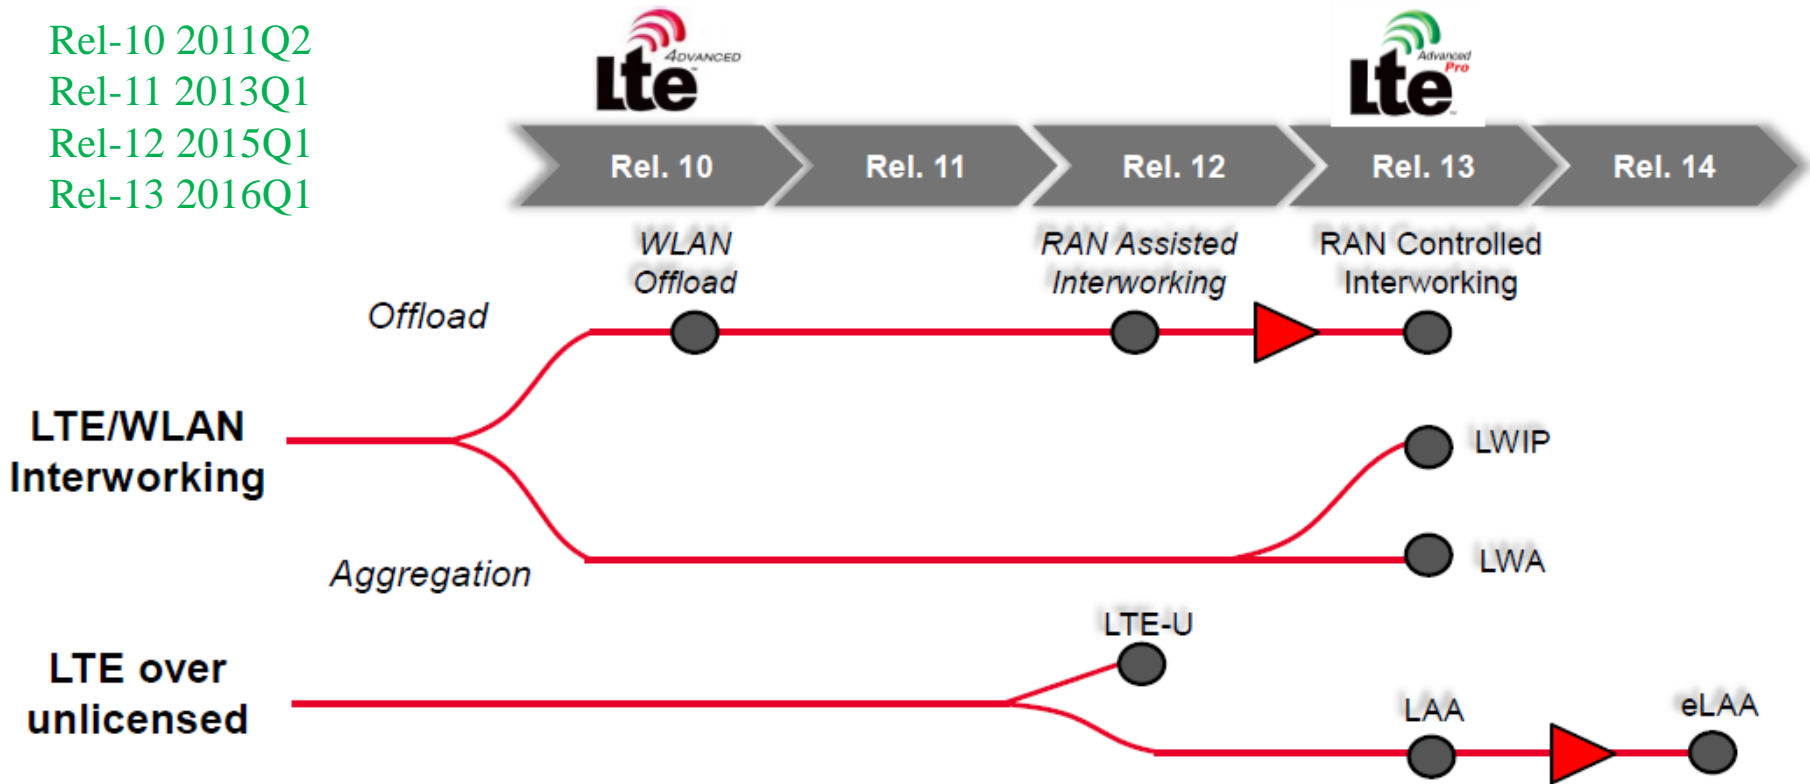 Rel-10 2011Q2
Rel-11 2013Q1
Rel-12 2015Q1
Rel-13 2016Q1
4DVANCED
Lte™
Advanced
Pro
Lte
Rel. 10
Rel. 11
Rel. 12
Rel. 13
Rel. 14
WLAN
Offload
RAN Assisted
Interworking
RAN Controlled
Interworking
Offload
LTE/WLAN
Interworking
LWIP
LWA
Aggregation
LTE-U
LTE over
unlicensed
LAA
eLAA